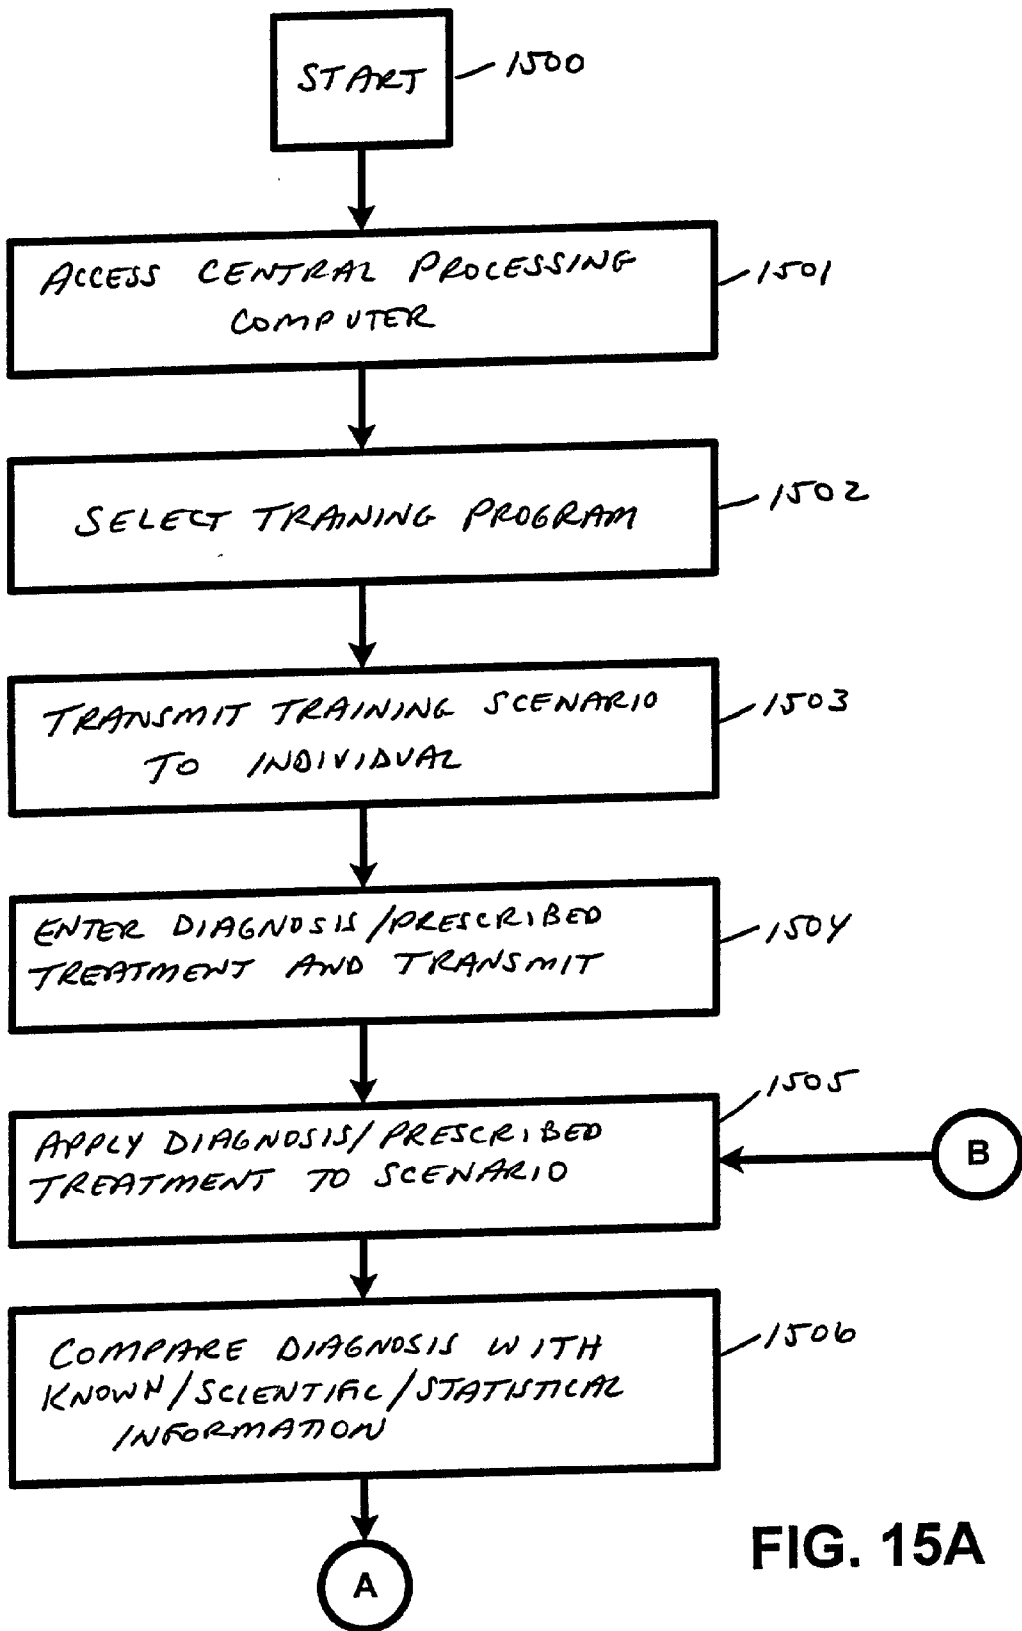 START
1500
ACCESS CENTRAL PROCESSING
COMPUTER
1501
SELECT TRAINING PROGRAM
1502
TRANSMIT TRAINING SCENARIO
TO INDIVIDUAL
1503
ENTER DIAGNOSIS/PRESCRIBED
TREATMENT AND TRANSMIT
1504
APPLY DIAGNOSIS/PRESCRIBED
TREATMENT TO SCENARIO
1505
B
COMPARE DIAGNOSIS WITH
KNOWN/SCIENTIFIC/STATISTICAL
INFORMATION
1506
A
FIG. 15A